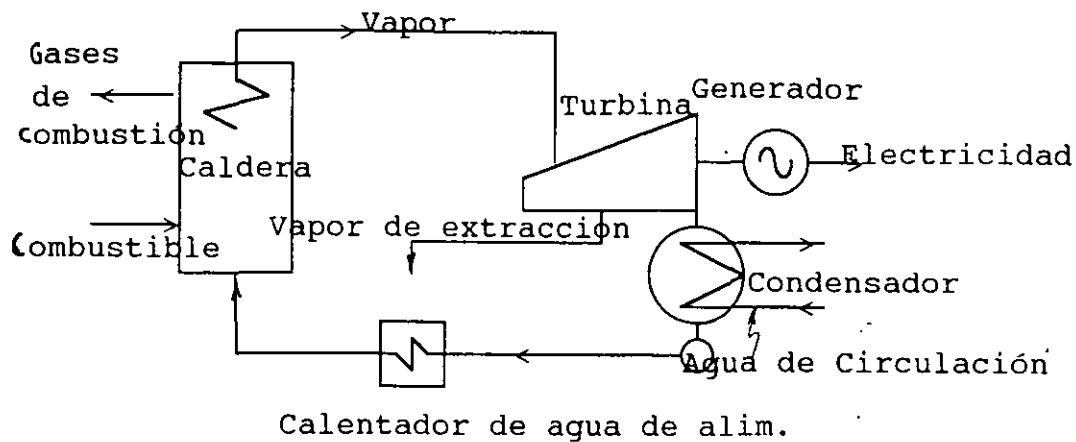 Vapor
Gases
de
combustión
Generador
Turbina
Electricidad
Caldera
Vapor de extraccion
Combustible
Condensador
Agua de Circulación
Calentador de agua de alim.